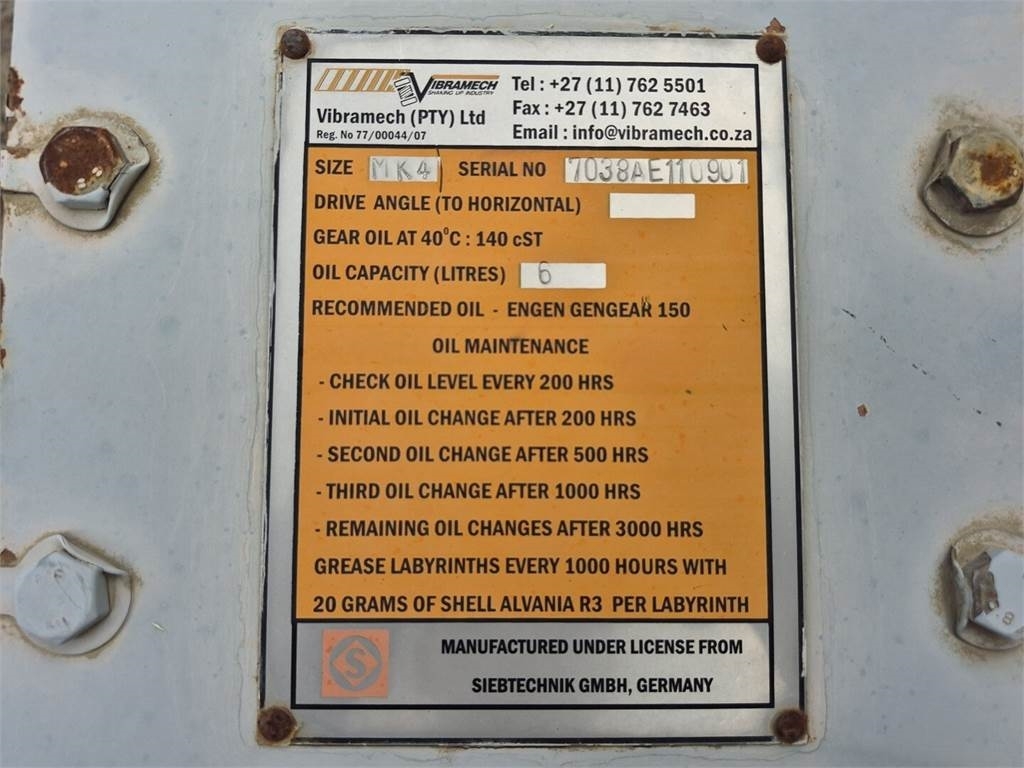 VIBRAMECH
SHAKING UP INDUSTRY
Vibramech (PTY) Ltd
Reg. No 77/00044/07
Tel : +27 (11) 762 5501
Fax : +27 (11) 762 7463
Email : info@vibramech.co.za
SIZE MK4 SERIAL NO 7038AE110901
DRIVE ANGLE (TO HORIZONTAL)
GEAR OIL AT 40°C : 140 cST
OIL CAPACITY (LITRES) 6
RECOMMENDED OIL - ENGEN GENGEAR 150
OIL MAINTENANCE
- CHECK OIL LEVEL EVERY 200 HRS
- INITIAL OIL CHANGE AFTER 200 HRS
- SECOND OIL CHANGE AFTER 500 HRS
- THIRD OIL CHANGE AFTER 1000 HRS
- REMAINING OIL CHANGES AFTER 3000 HRS
GREASE LABYRINTHS EVERY 1000 HOURS WITH
20 GRAMS OF SHELL ALVANIA R3 PER LABYRINTH
S
MANUFACTURED UNDER LICENSE FROM
SIEBTECHNIK GMBH, GERMANY